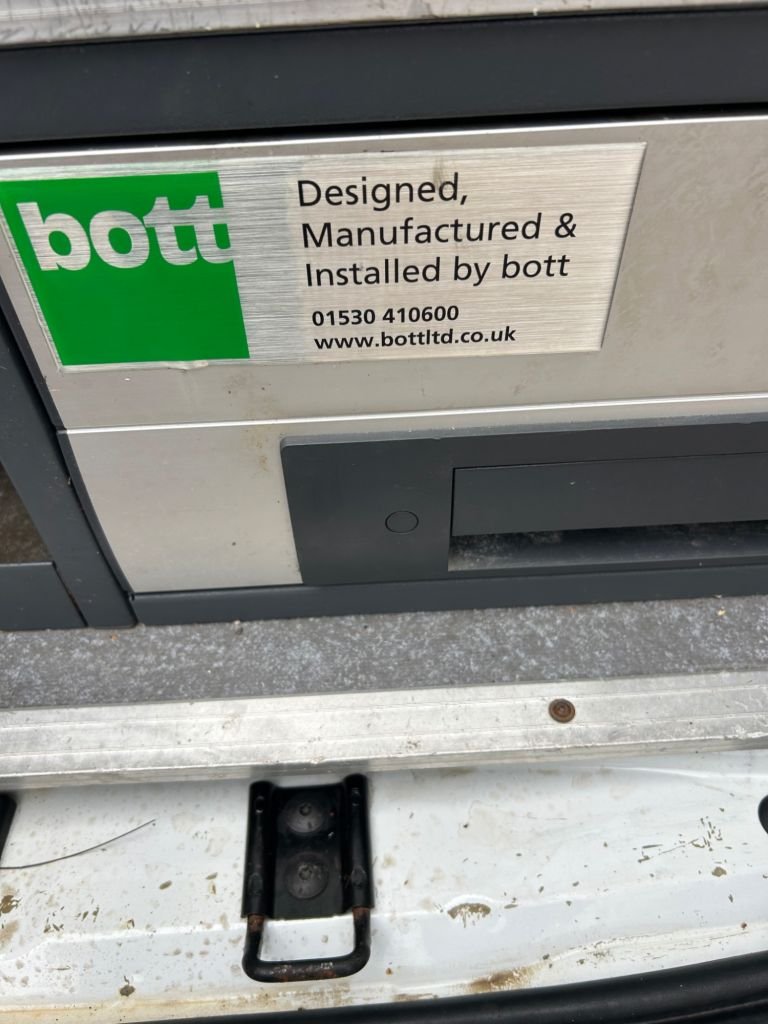 bott
Designed,
Manufactured &
Installed by bott
01530 410600
www.bottltd.co.uk